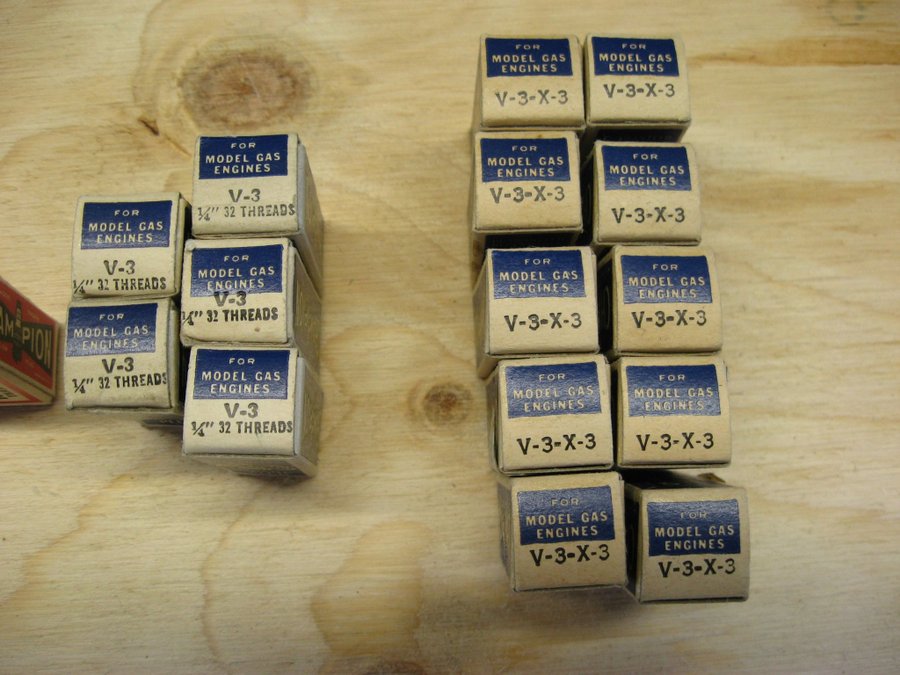 FOR
MODEL GAS
ENGINES
V-3
1/4" 32 THREADS
FOR
MODEL GAS
ENGINES
V-3
1/4" 32 THREADS
FOR
MODEL GAS
ENGINES
V-3
1/4" 32 THREADS
FOR
MODEL GAS
ENGINES
V-3
1/4" 32 THREADS
FOR
MODEL GAS
ENGINES
V-3
1/4" 32 THREADS
FOR
MODEL GAS
ENGINES
V-3-X-3
FOR
MODEL GAS
ENGINES
V-3-X-3
FOR
MODEL GAS
ENGINES
V-3-X-3
FOR
MODEL GAS
ENGINES
V-3-X-3
FOR
MODEL GAS
ENGINES
V-3-X-3
FOR
MODEL GAS
ENGINES
V-3-X-3
FOR
MODEL GAS
ENGINES
V-3-X-3
FOR
MODEL GAS
ENGINES
V-3-X-3
FOR
MODEL GAS
ENGINES
V-3-X-3
FOR
MODEL GAS
ENGINES
V-3-X-3